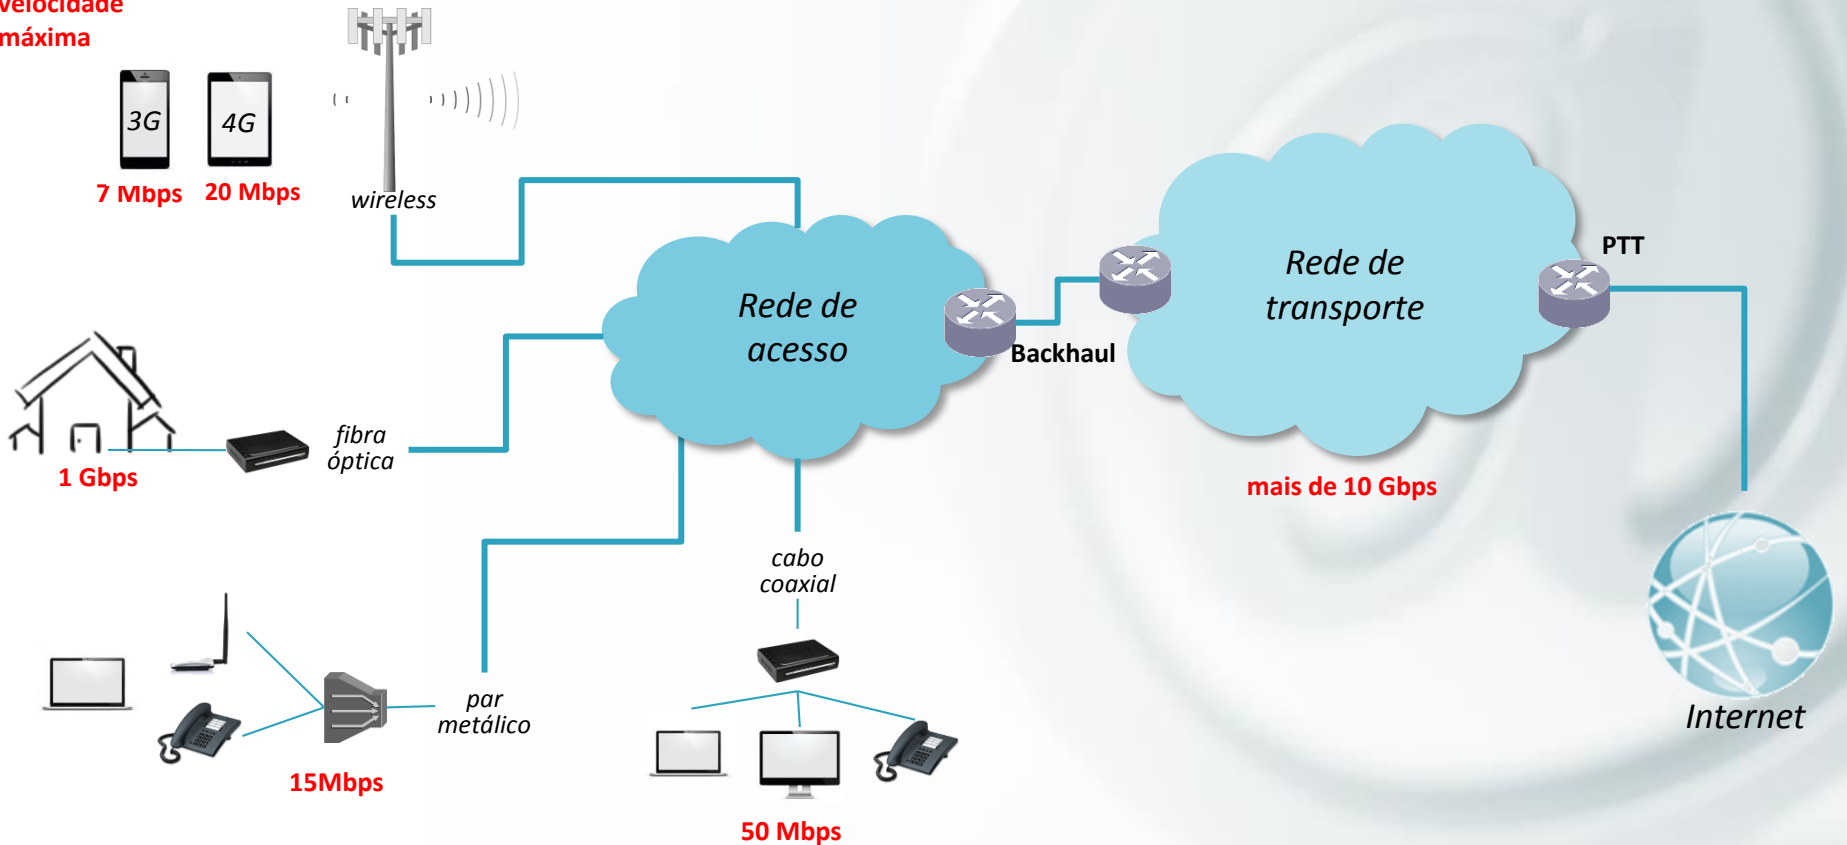 velocidade
máxima
3G
4G
7 Mbps
20 Mbps
wireless
Rede de
acesso
Backhaul
Rede de
transporte
PTT
mais de 10 Gbps
fibra
óptica
1 Gbps
cabo
coaxial
par
metálico
15Mbps
50 Mbps
Internet